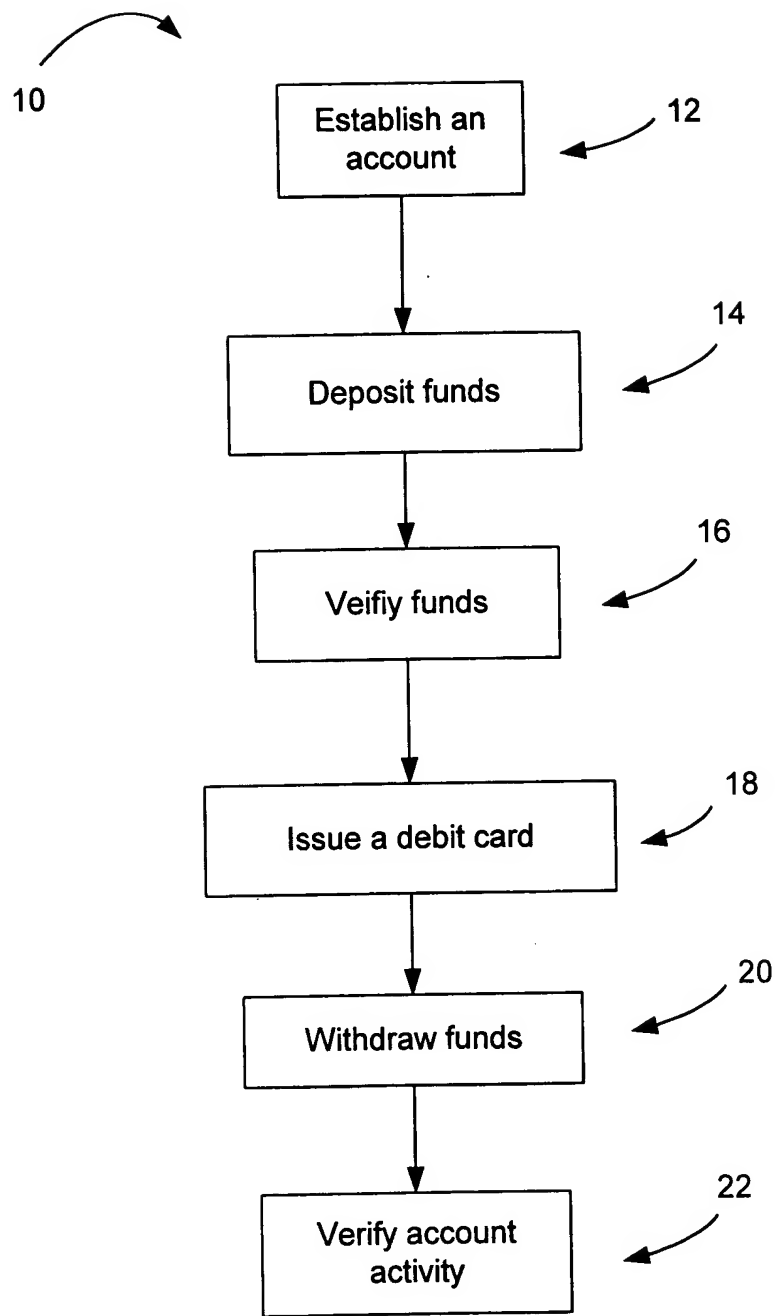 10
Establish an
account
12
Deposit funds
14
Veifiy funds
16
Issue a debit card
18
Withdraw funds
20
Verify account
activity
22